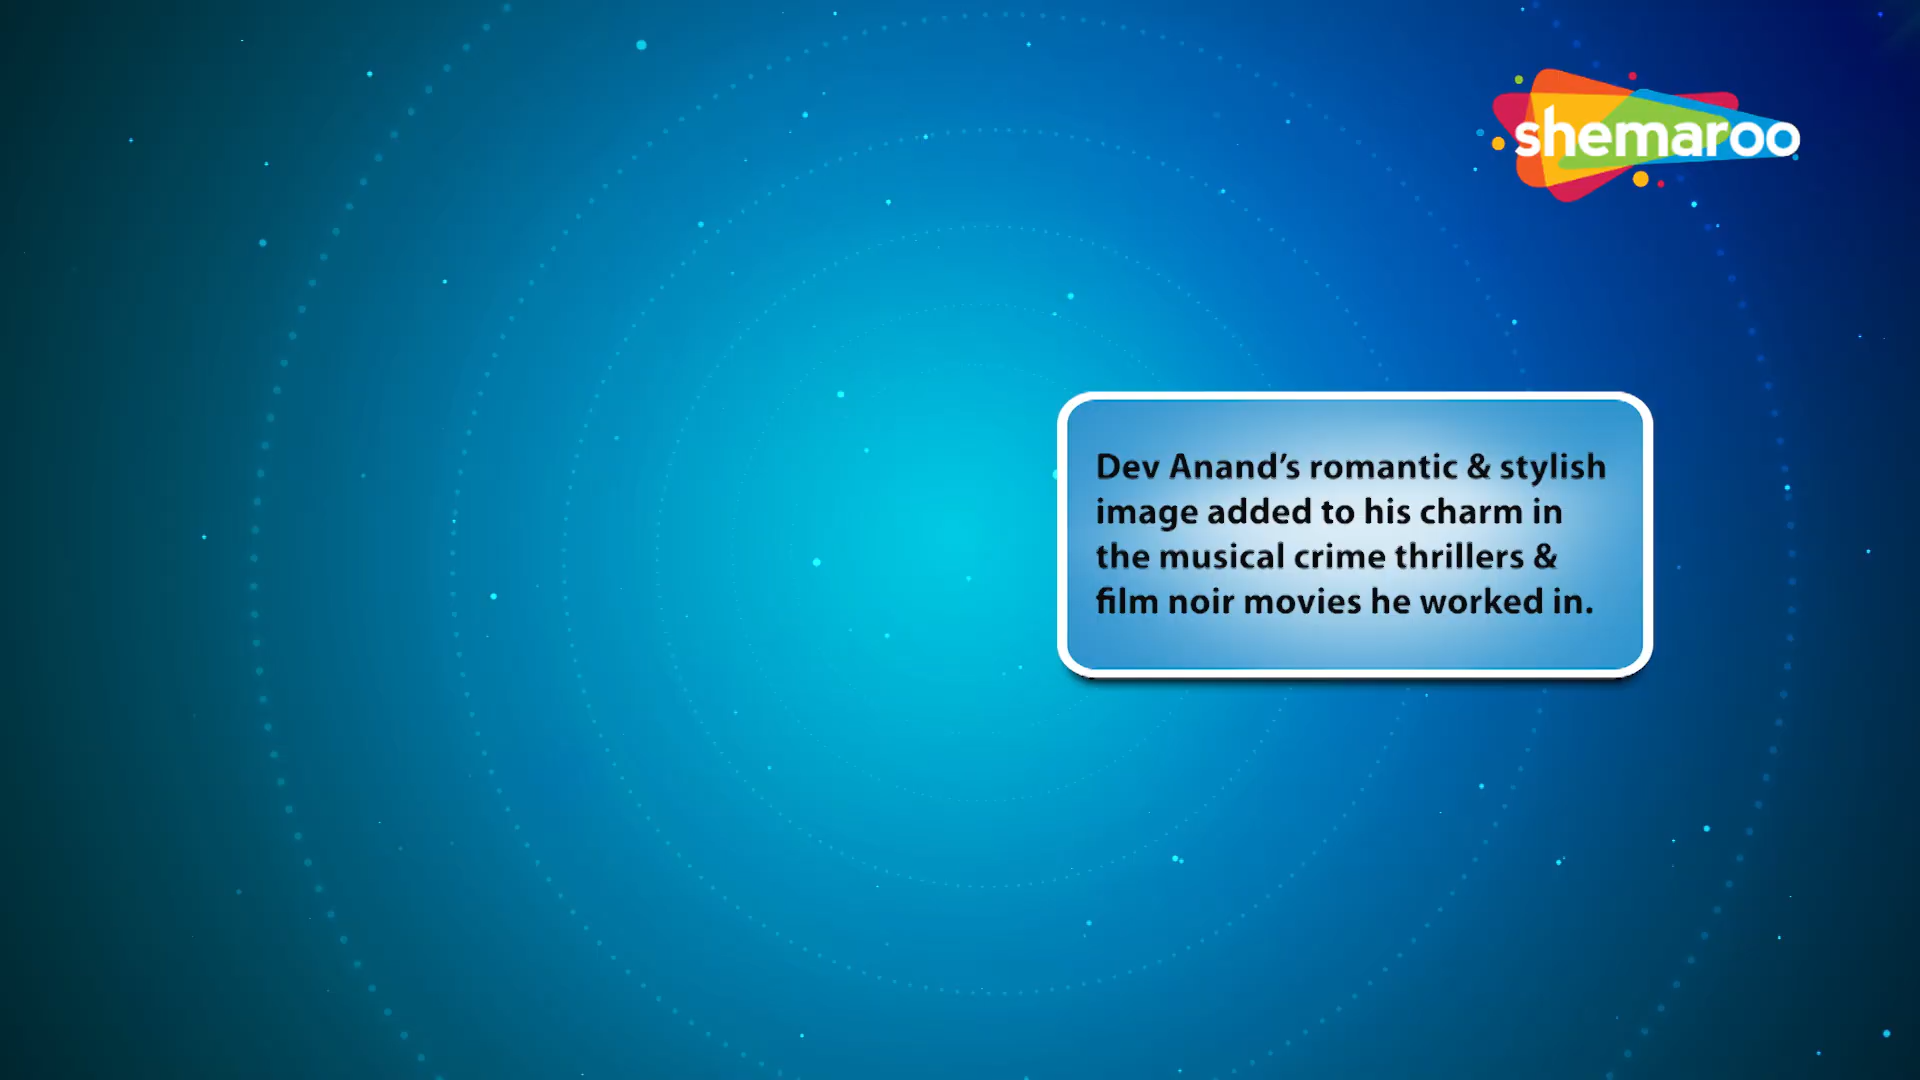 shemaroo
Dev Anand’s romantic & stylish
image added to his charm in
the musical crime thrillers &
film noir movies he worked in.